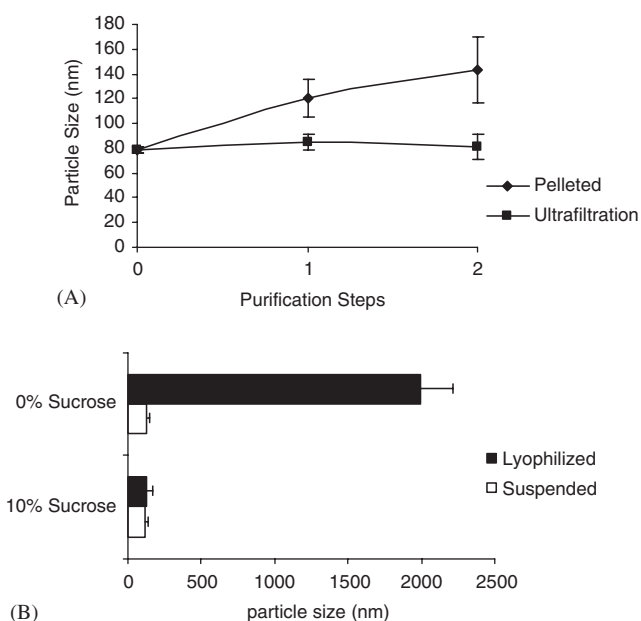 180
160
140
120
100
80
60
40
20
0
Particle Size (nm)
0 1 2
Purification Steps
Pelleted
Ultrafiltration
(A)
0% Sucrose
10% Sucrose
Lyophilized
Suspended
0 500 1000 1500 2000 2500
particle size (nm)
(B)